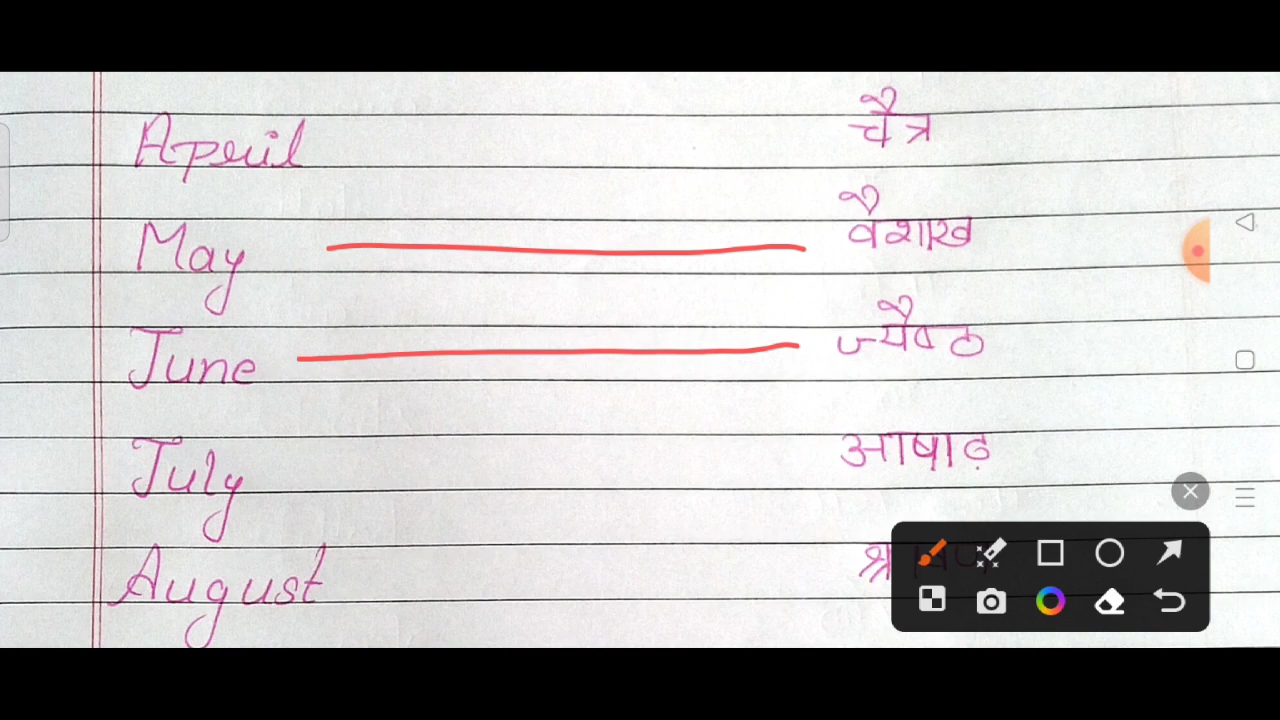 April चैत्र
May वैशाख
June ज्यैष्ठ
July आषाढ़
August